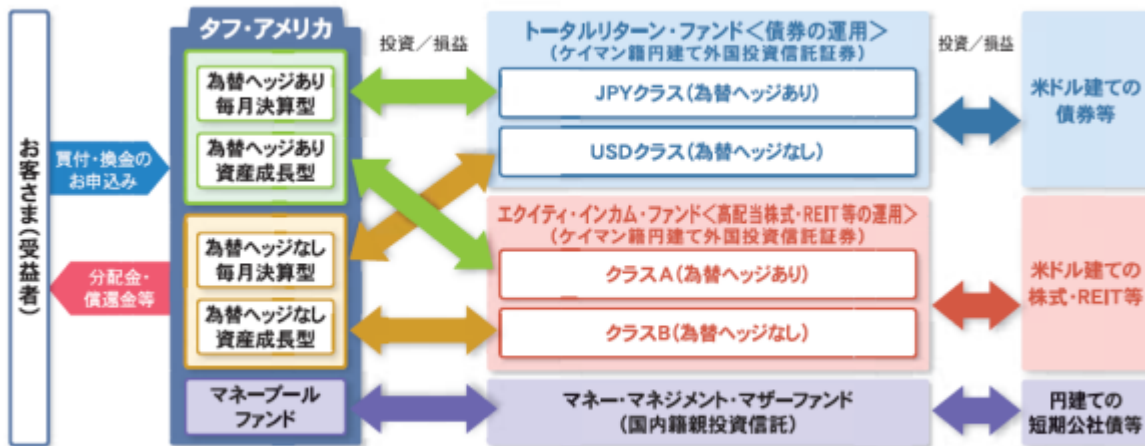 お客さま(受益者)
買付・換金の
お申込み
分配金・
償還金等
タフ・アメリカ
為替ヘッジあり
毎月決算型
為替ヘッジあり
資産成長型
為替ヘッジなし
毎月決算型
為替ヘッジなし
資産成長型
マネープール
ファンド
投資/損益
トータルリターン・ファンド<債券の運用>
(ケイマン籍円建て外国投資信託証券)
JPYクラス(為替ヘッジあり)
USDクラス(為替ヘッジなし)
エクイティ・インカム・ファンド<高配当株式・REIT等の運用>
(ケイマン籍円建て外国投資信託証券)
クラスA(為替ヘッジあり)
クラスB(為替ヘッジなし)
マネー・マネジメント・マザーファンド
(国内籍親投資信託)
投資/損益
米ドル建ての
債券等
米ドル建ての
株式・REIT等
円建ての
短期公社債等